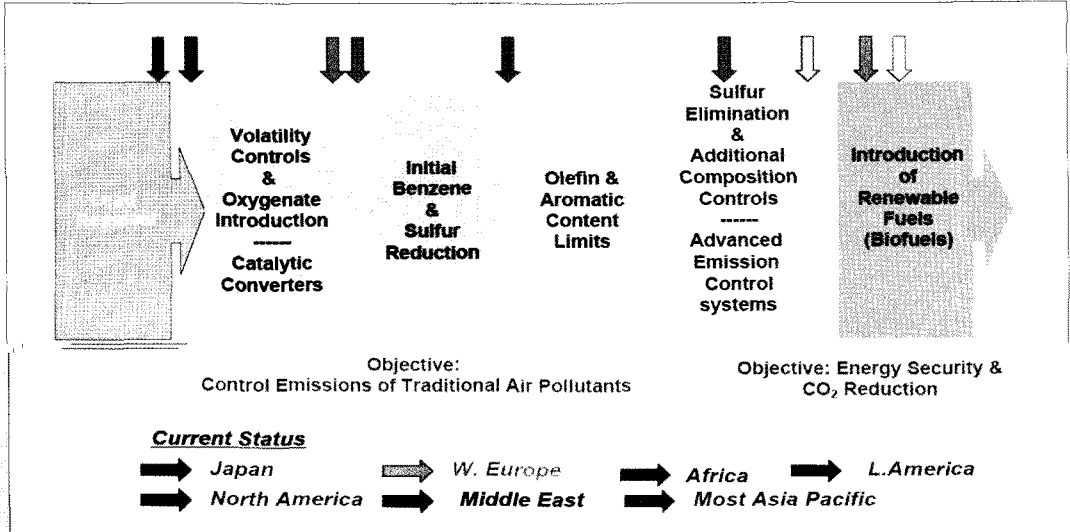 Volatility
Controls
&
Oxygenate
Introduction
------
Catalytic
Converters
Initial
Benzene
&
Sulfur
Reduction
Olefin &
Aromatic
Content
Limits
Sulfur
Elimination
&
Additional
Composition
Controls
------
Advanced
Emission
Control
systems
Introduction
of
Renewable
Fuels
(Biofuels)
Objective:
Control Emissions of Traditional Air Pollutants
Objective: Energy Security &
CO₂ Reduction
Current Status
Japan
W. Europe
Africa
L.America
North America
Middle East
Most Asia Pacific